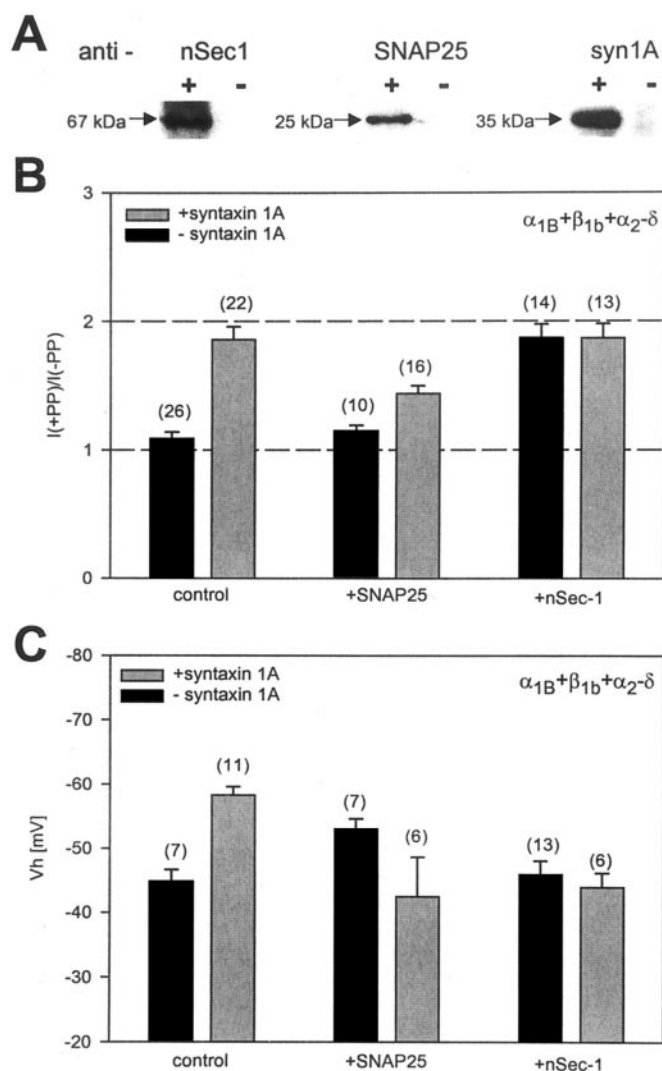 A
anti - nSec1 SNAP25 syn1A
+ - + - + -
67 kDa 25 kDa 35 kDa
B
3
+syntaxin 1A
- syntaxin 1A
α1B+β1b+α2-δ
(22) (14) (13)
2
(26) (10) (16)
I(+PP)/I(-PP)
1
0
control +SNAP25 +nSec-1
C
-80
+syntaxin 1A
- syntaxin 1A
α1B+β1b+α2-δ
-70
(11)
-60
(7) (7) (6) (13) (6)
Vh [mV]
-50
-40
-30
-20
control +SNAP25 +nSec-1